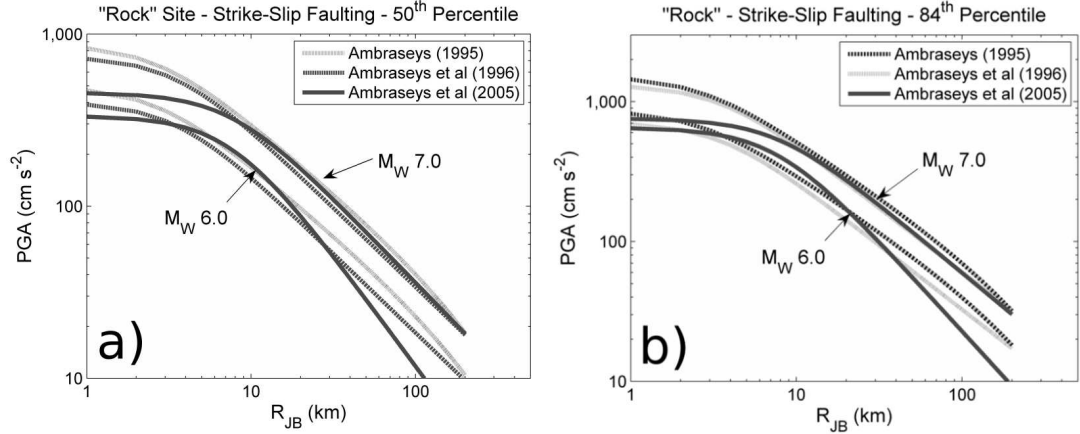 "Rock" Site - Strike-Slip Faulting - 50th Percentile
1,000
100
10
PGA (cm s-2)
Ambraseys (1995)
Ambraseys et al (1996)
Ambraseys et al (2005)
MW 7.0
MW 6.0
a)
1
10
100
RJB (km)
"Rock" - Strike-Slip Faulting - 84th Percentile
1,000
100
10
PGA (cm s-2)
Ambraseys (1995)
Ambraseys et al (1996)
Ambraseys et al (2005)
MW 7.0
MW 6.0
b)
1
10
100
RJB (km)